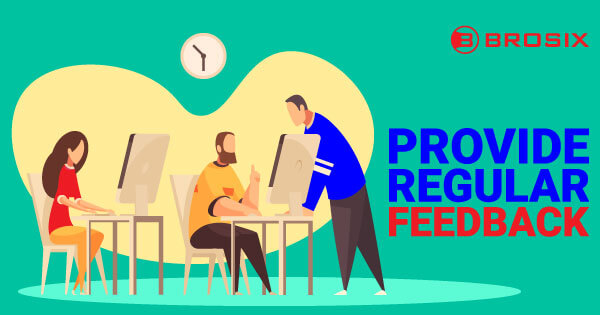 BROSIX
PROVIDE
REGULAR
FEEDBACK